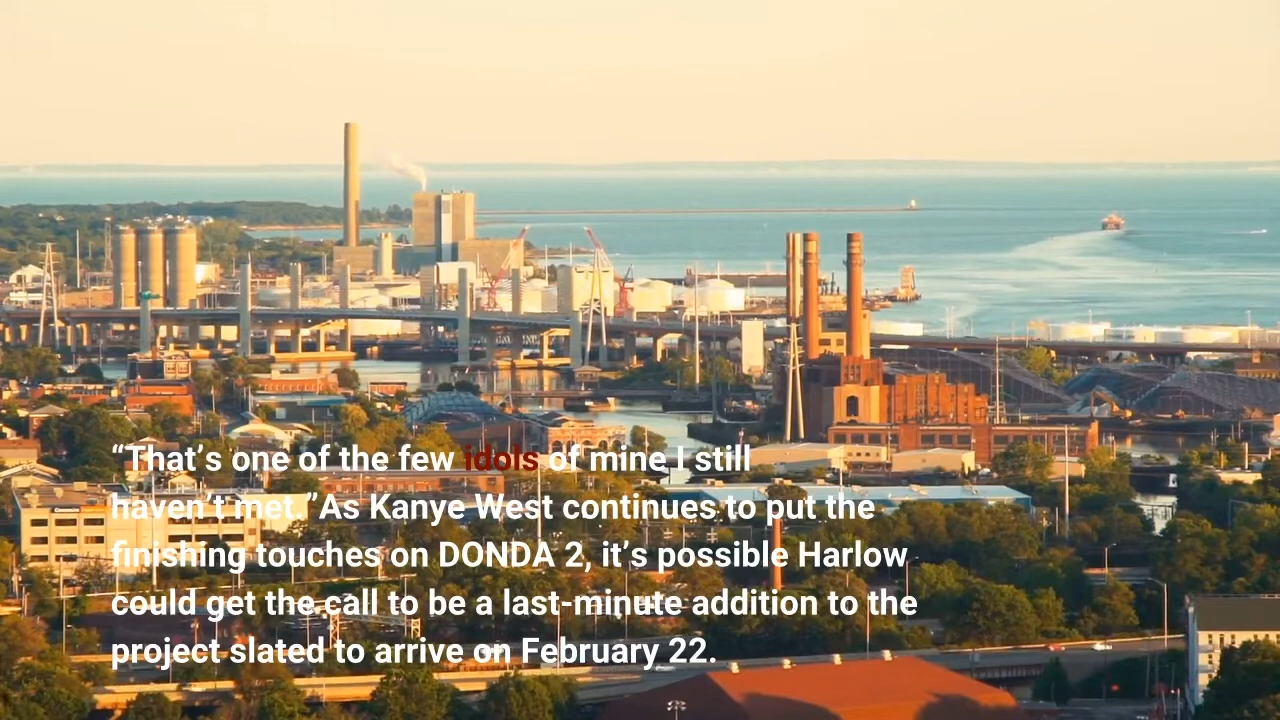 “That’s one of the few idols of mine I still
haven’t met.”As Kanye West continues to put the
finishing touches on DONDA 2, it’s possible Harlow
could get the call to be a last-minute addition to the
project slated to arrive on February 22.